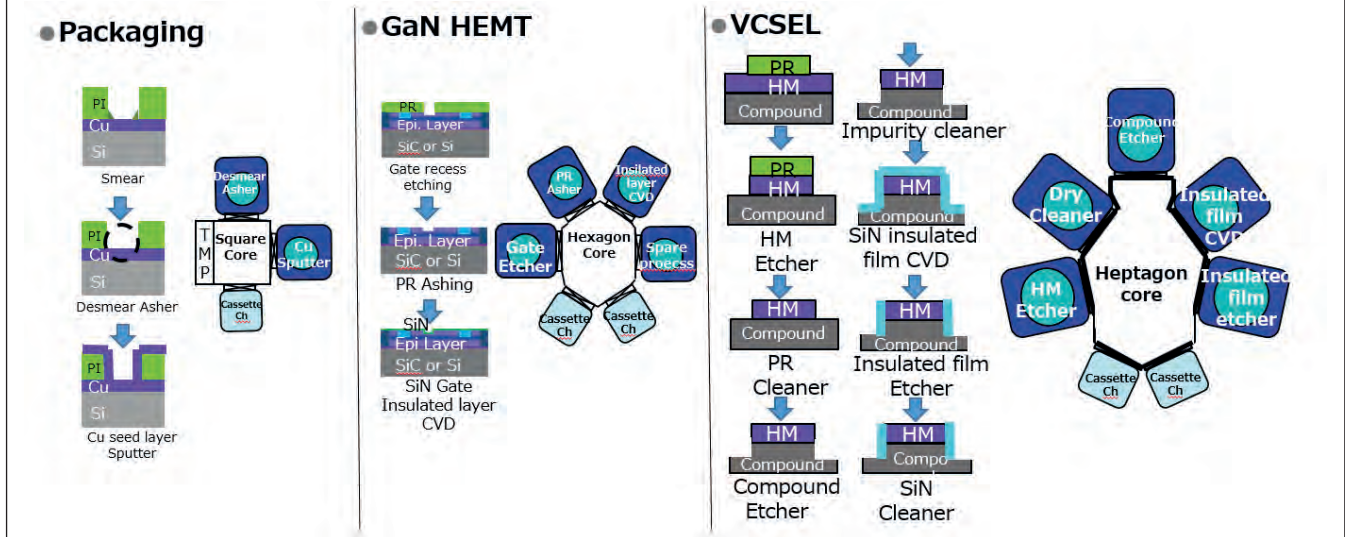 Packaging
PI
Cu
Si
Smear
PI
Cu
Si
Desmear Asher
PI
Cu
Si
Cu seed layer
Sputter
Desmear
Asher
TMP
Square
Core
Cu
Sputter
Cassette
Ch
GaN HEMT
PR
Epi. Layer
SiC or Si
Gate recess
etching
Epi. Layer
SiC or Si
PR Ashing
SiN
Epi Layer
SiC or Si
SiN Gate
Insulated layer
CVD
PR
Asher
Insilated
layer
CVD
Gate
Etcher
Hexagon
Core
Spare
proecss
Cassette
Ch
Cassette
Ch
VCSEL
PR
HM
Compound
PR
HM
Compound
HM
Etcher
HM
Compound
PR
Cleaner
HM
Compound
Compound
Etcher
HM
Compound
Impurity cleaner
HM
Compound
SiN insulated
film CVD
HM
Compound
Insulated film
Etcher
HM
Compo
SiN
Cleaner
Compound
Etcher
Dry
Cleaner
Insulated
film
CVD
HM
Etcher
Heptagon
core
Insulated
film
etcher
Cassette
Ch
Cassette
Ch